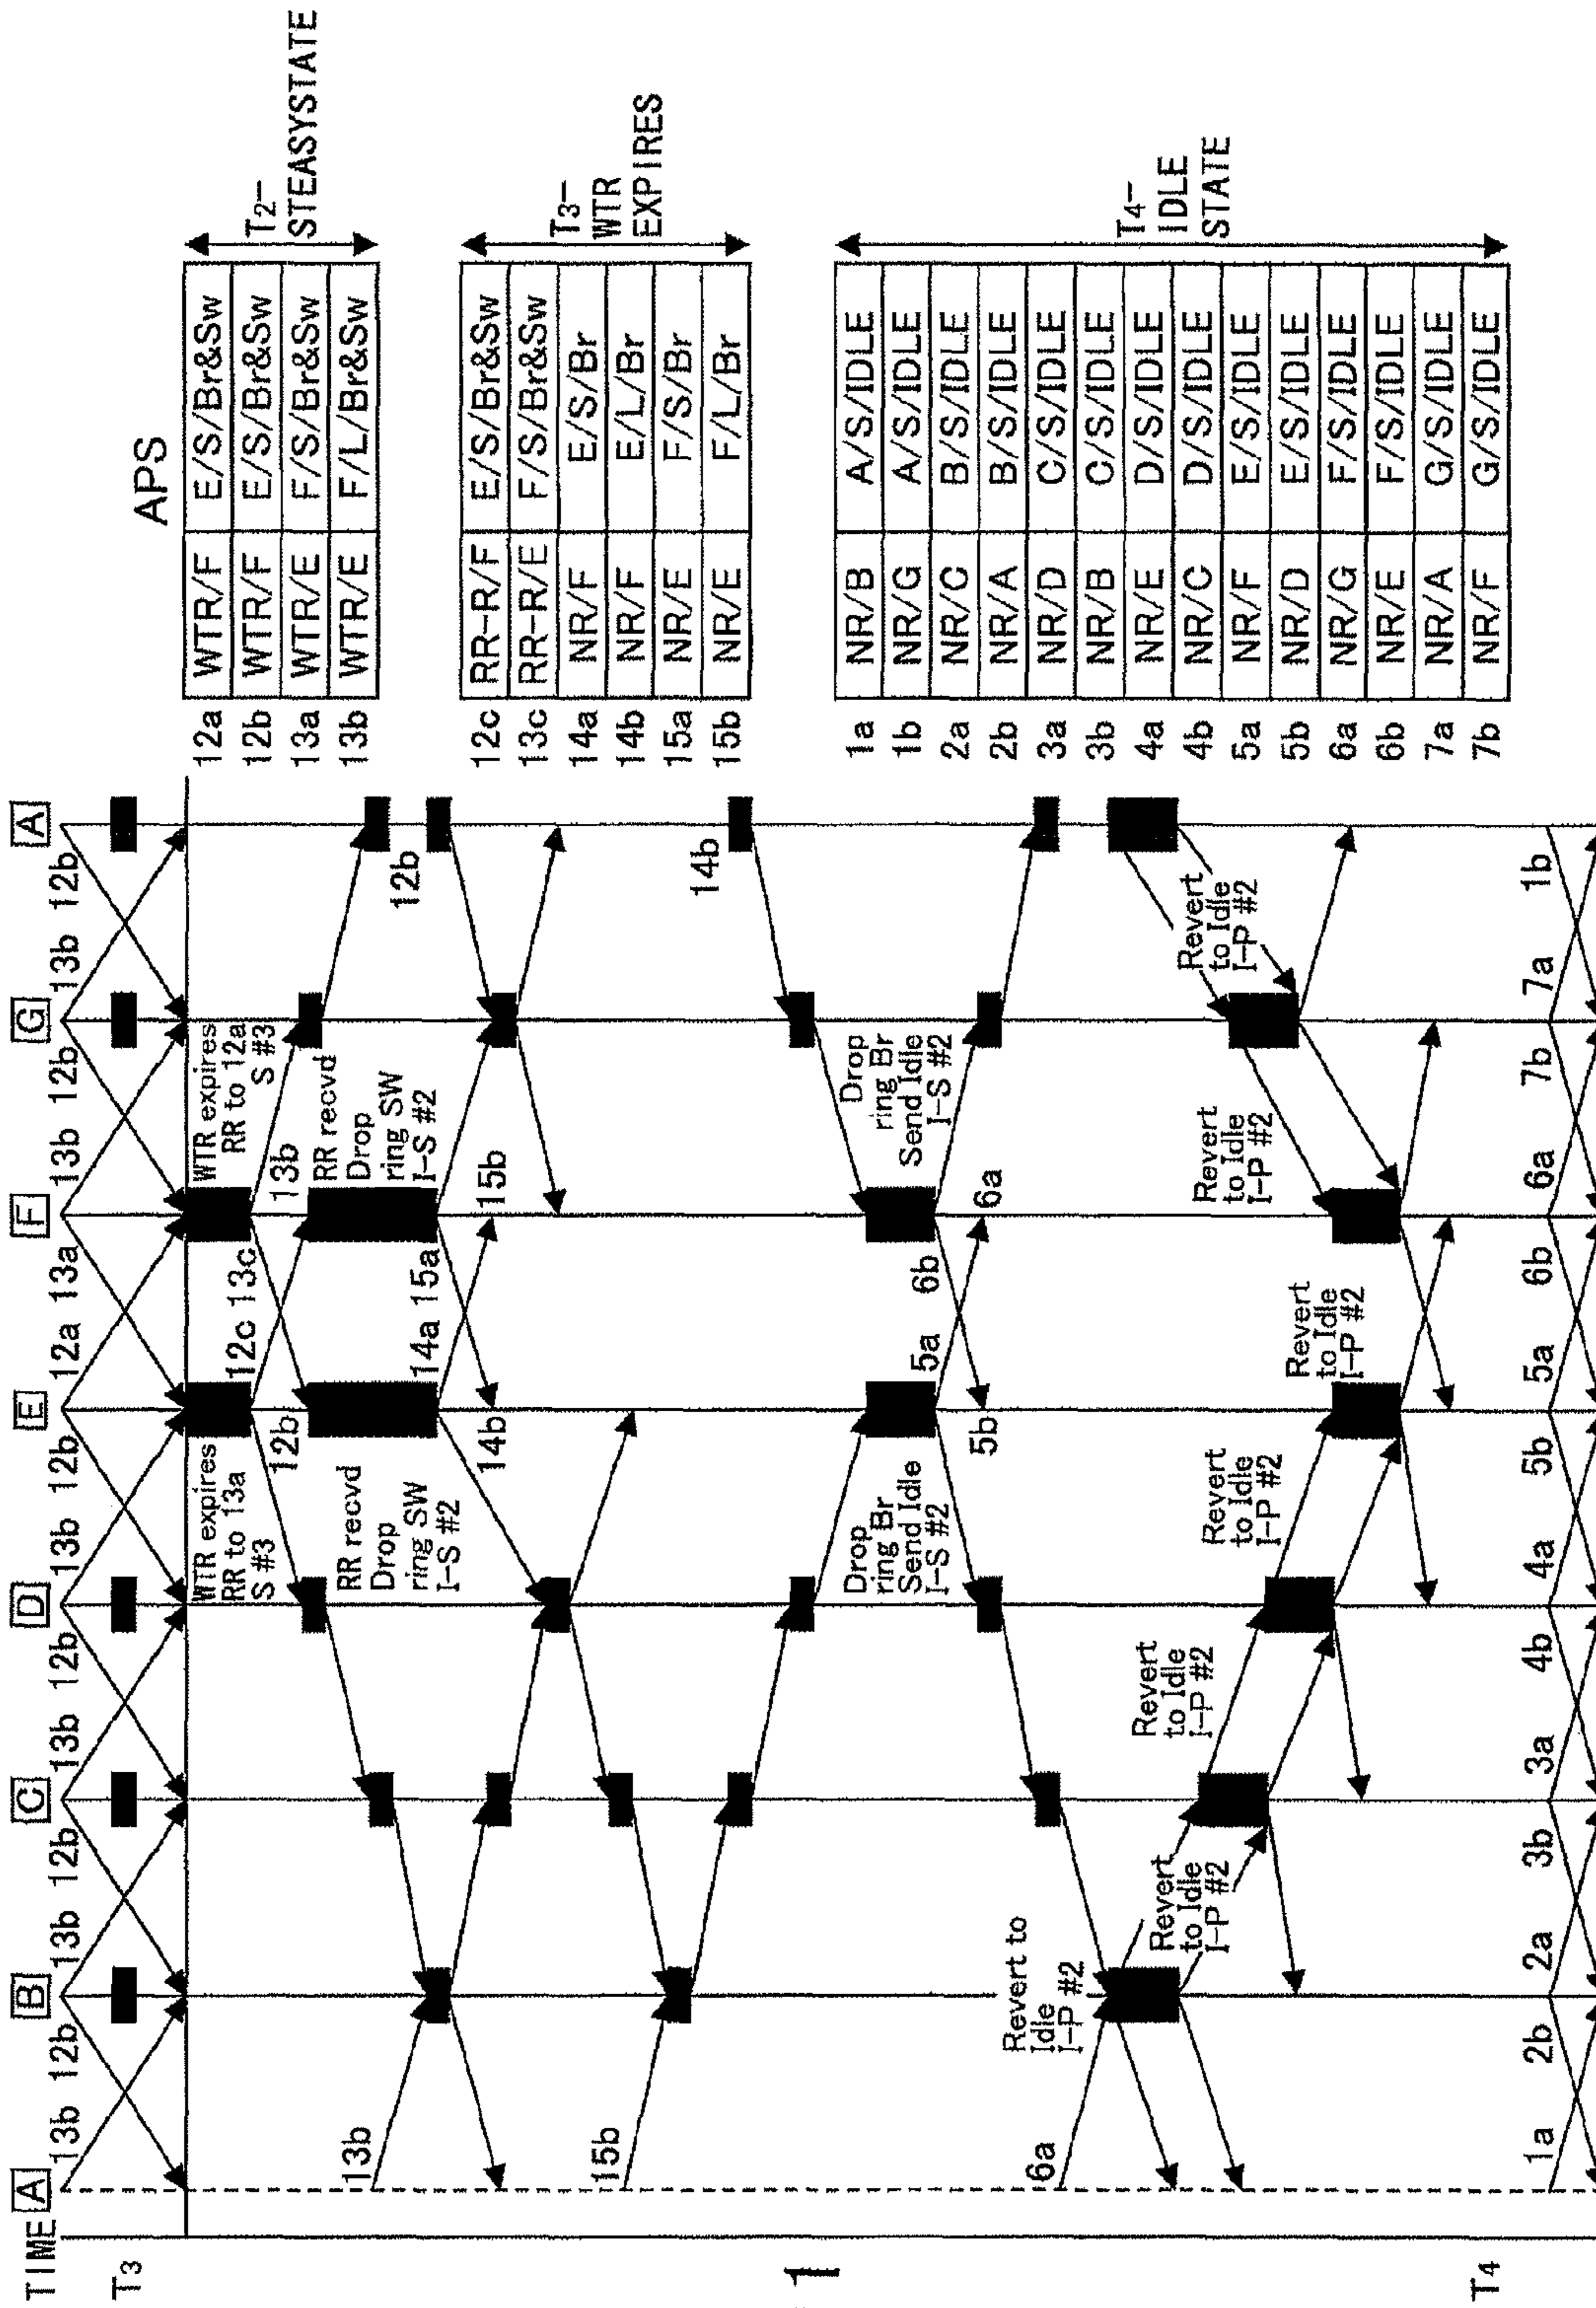 TIME
A
B
C
D
E
F
G
A
13b 12b 13b 12b 13b 12b 13b 12b 12a 13a 13b 12b 13b 12b
T3
WTR expires
RR to 13a
S #3
WTR expires
RR to 12a
S #3
12b
12c 13c
13b
RR recvd
Drop
ring SW
I-S #2
RR recvd
Drop
ring SW
I-S #2
13b
12b
14b
14a 15a
15b
15b
14b
Drop
ring Br
Send Idle
I-S #2
Drop
ring Br
Send Idle
I-S #2
5b
5a
6b
6a
6a
Revert to
Idle
I-P #2
Revert
to Idle
I-P #2
Revert
to Idle
I-P #2
Revert
to Idle
I-P #2
Revert
to Idle
I-P #2
Revert
to Idle
I-P #2
Revert
to Idle
I-P #2
T4
1a 2b 2a 3b 3a 4b 4a 5b 5a 6b 6a 7b 7a 1b
1
APS
12a WTR/F E/S/Br&Sw
12b WTR/F E/S/Br&Sw
13a WTR/E F/S/Br&Sw
13b WTR/E F/L/Br&Sw
T2-
STEASYSTATE
12c RR-R/F E/S/Br&Sw
13c RR-R/E F/S/Br&Sw
14a NR/F E/S/Br
14b NR/F E/L/Br
15a NR/E F/S/Br
15b NR/E F/L/Br
T3-
WTR
EXPIRES
1a NR/B A/S/IDLE
1b NR/G A/S/IDLE
2a NR/C B/S/IDLE
2b NR/A B/S/IDLE
3a NR/D C/S/IDLE
3b NR/B C/S/IDLE
4a NR/E D/S/IDLE
4b NR/C D/S/IDLE
5a NR/F E/S/IDLE
5b NR/D E/S/IDLE
6a NR/G F/S/IDLE
6b NR/E F/S/IDLE
7a NR/A G/S/IDLE
7b NR/F G/S/IDLE
T4-
IDLE
STATE